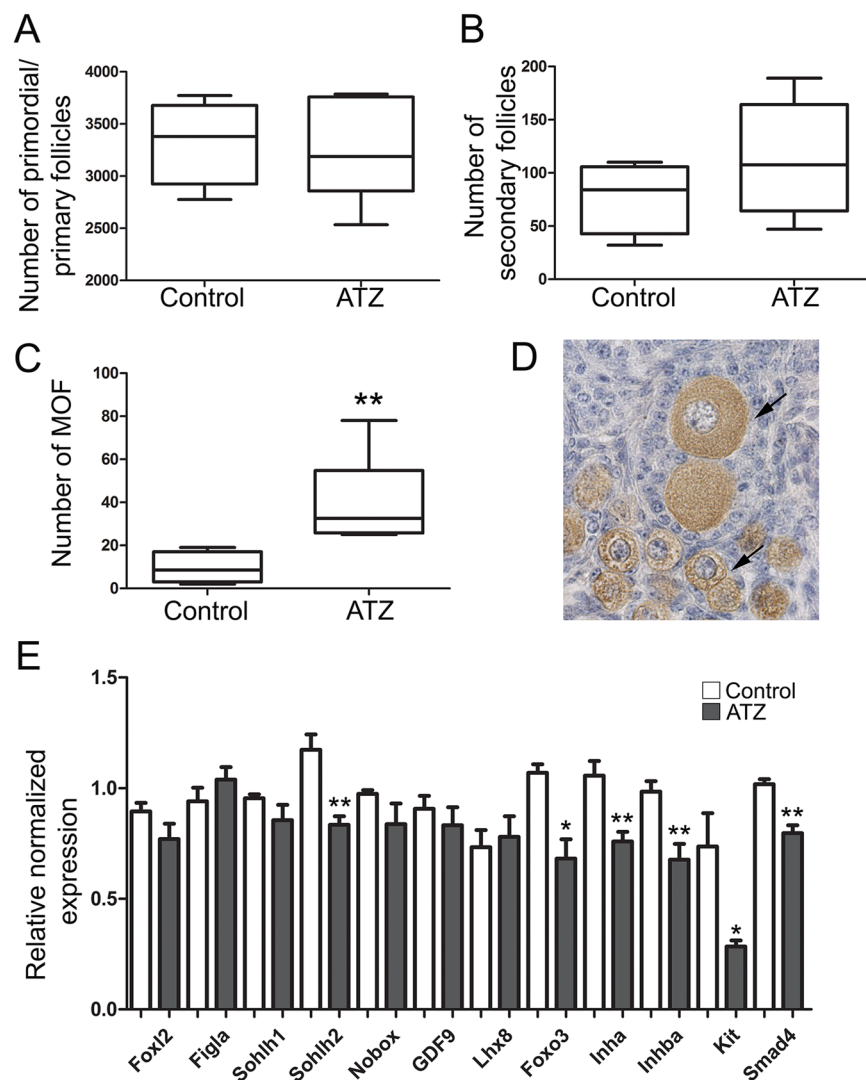 A
Number of primordial/
primary follicles
4000
3500
3000
2500
2000
Control
ATZ
B
Number of
secondary follicles
200
150
100
50
0
Control
ATZ
C
Number of MOF
100
80
60
40
20
0
**
Control
ATZ
D
E
Relative normalized
expression
1.5
1.0
0.5
0.0
Control
ATZ
**
*
**
**
*
**
Foxl2
Figla
Sohlh1
Sohlh2
Nobox
GDF9
Lhx8
Foxo3
Inha
Inhba
Kit
Smad4